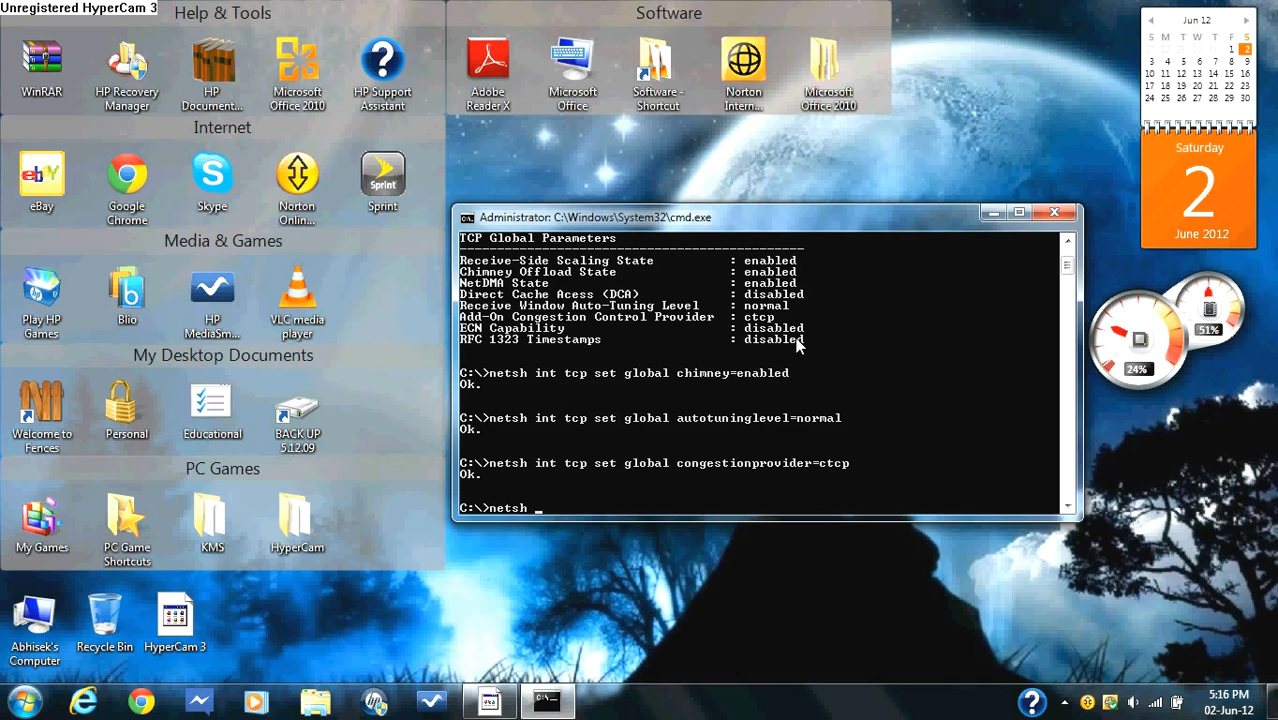 Unregistered HyperCam 3
Help & Tools
WinRAR
HP Recovery
Manager
HP
Document...
Microsoft
Office 2010
HP Support
Assistant
Software
Adobe
Reader X
Microsoft
Office
Software -
Shortcut
Norton
Intern...
Microsoft
Office 2010
Internet
ebY
eBay
Google
Chrome
Skype
Norton
Onlin...
Sprint
Sprint
Media & Games
Play HP
Games
Blio
HP
MediaSm...
VLC media
player
My Desktop Documents
Welcome to
Fences
Personal
Educational
BACK UP
5.12.09
PC Games
My Games
PC Game
Shortcuts
KMS
HyperCam
Abhisek's
Computer
Recycle Bin
HyperCam 3
Administrator: C:\Windows\System32\cmd.exe
TCP Global Parameters
----------------------------------------------
Receive-Side Scaling State : enabled
Chimney Offload State : enabled
NetDMA State : enabled
Direct Cache Acess (DCA) : disabled
Receive Window Auto-Tuning Level : normal
Add-On Congestion Control Provider : ctcp
ECN Capability : disabled
RFC 1323 Timestamps : disabled
C:\>netsh int tcp set global chimney=enabled
Ok.
C:\>netsh int tcp set global autotuninglevel=normal
Ok.
C:\>netsh int tcp set global congestionprovider=ctcp
Ok.
C:\>netsh _
Jun 12
S M T W T F S
1 2
3 4 5 6 7 8 9
10 11 12 13 14 15 16
17 18 19 20 21 22 23
24 25 26 27 28 29 30
Saturday
2
June 2012
51%
24%
5:16 PM
02-Jun-12